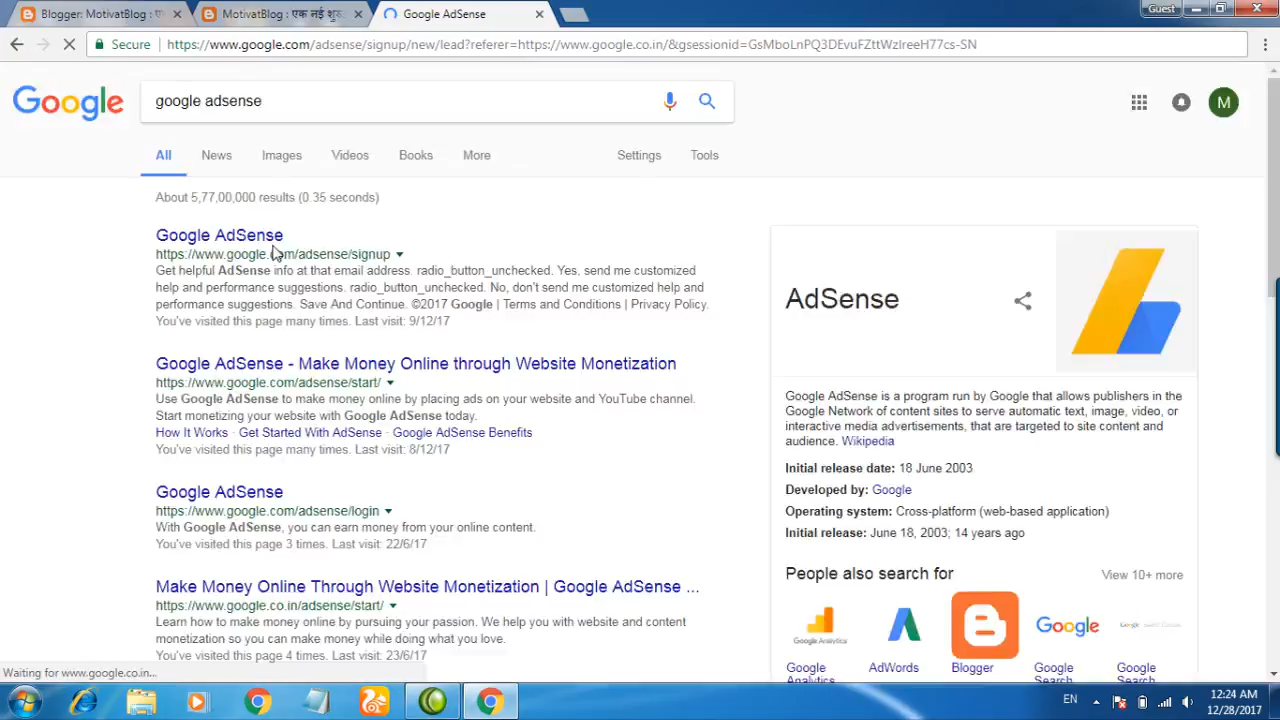 Blogger: MotivatBlog : ए
MotivatBlog : एक नई शुरु
Google AdSense
Guest
Secure
https://www.google.com/adsense/signup/new/lead?referer=https://www.google.co.in/&gsessionid=GsMboLnPQ3DEvuFZttWzIreeH77cs-SN
Google
google adsense
M
All
News
Images
Videos
Books
More
Settings
Tools
About 5,77,00,000 results (0.35 seconds)
Google AdSense
https://www.google.com/adsense/signup
Get helpful AdSense info at that email address. radio_button_unchecked. Yes, send me customized
help and performance suggestions. radio_button_unchecked. No, don't send me customized help and
performance suggestions. Save And Continue. ©2017 Google | Terms and Conditions | Privacy Policy.
You've visited this page many times. Last visit: 9/12/17
Google AdSense - Make Money Online through Website Monetization
https://www.google.com/adsense/start/
Use Google AdSense to make money online by placing ads on your website and YouTube channel.
Start monetizing your website with Google AdSense today.
How It Works · Get Started With AdSense · Google AdSense Benefits
You've visited this page many times. Last visit: 8/12/17
Google AdSense
https://www.google.com/adsense/login
With Google AdSense, you can earn money from your online content.
You've visited this page 3 times. Last visit: 22/6/17
Make Money Online Through Website Monetization | Google AdSense ...
https://www.google.co.in/adsense/start/
Learn how to make money online by pursuing your passion. We help you with website and content
monetization so you can make money while doing what you love.
You've visited this page 4 times. Last visit: 23/6/17
AdSense
Google AdSense is a program run by Google that allows publishers in the
Google Network of content sites to serve automatic text, image, video, or
interactive media advertisements, that are targeted to site content and
audience. Wikipedia
Initial release date: 18 June 2003
Developed by: Google
Operating system: Cross-platform (web-based application)
Initial release: June 18, 2003; 14 years ago
People also search for
View 10+ more
Google Analytics
Google
Google
Analytics
AdWords
Blogger
Google
Search
Google
Search
Waiting for www.google.co.in...
EN
12:24 AM
12/28/2017